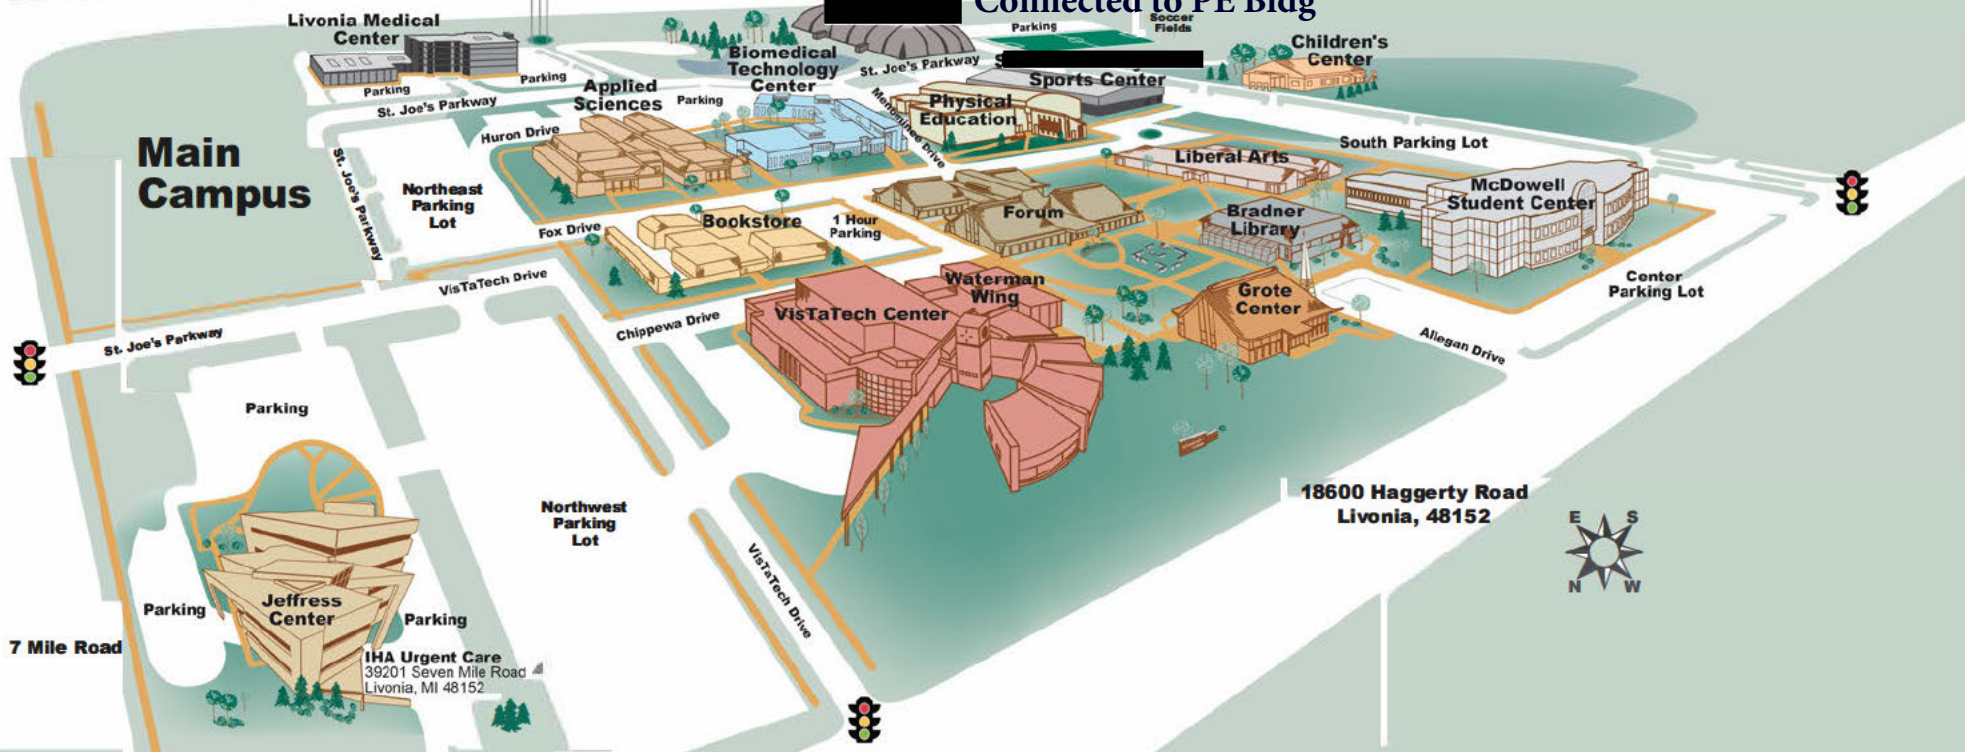 Connected to PE Bldg
Livonia Medical
Center
Parking
Soccer
Fields
Children's
Center
Biomedical
Technology
Center
St. Joe's Parkway
Sports Center
Parking
Parking
Applied
Sciences
Parking
St. Joe's Parkway
Physical
Education
Menominee Drive
Huron Drive
Main
Campus
South Parking Lot
Liberal Arts
St. Joe's Parkway
Northeast
Parking
Lot
McDowell
Student Center
Forum
Bradner
Library
Bookstore
1 Hour
Parking
Fox Drive
VisTaTech Drive
Waterman
Wing
Center
Parking Lot
Grote
Center
VisTaTech Center
Chippewa Drive
St. Joe's Parkway
Allegan Drive
Parking
18600 Haggerty Road
Livonia, 48152
Northwest
Parking
Lot
E S
N W
VisTaTech Drive
Jeffress
Center
Parking
Parking
7 Mile Road
IHA Urgent Care
39201 Seven Mile Road
Livonia, MI 48152